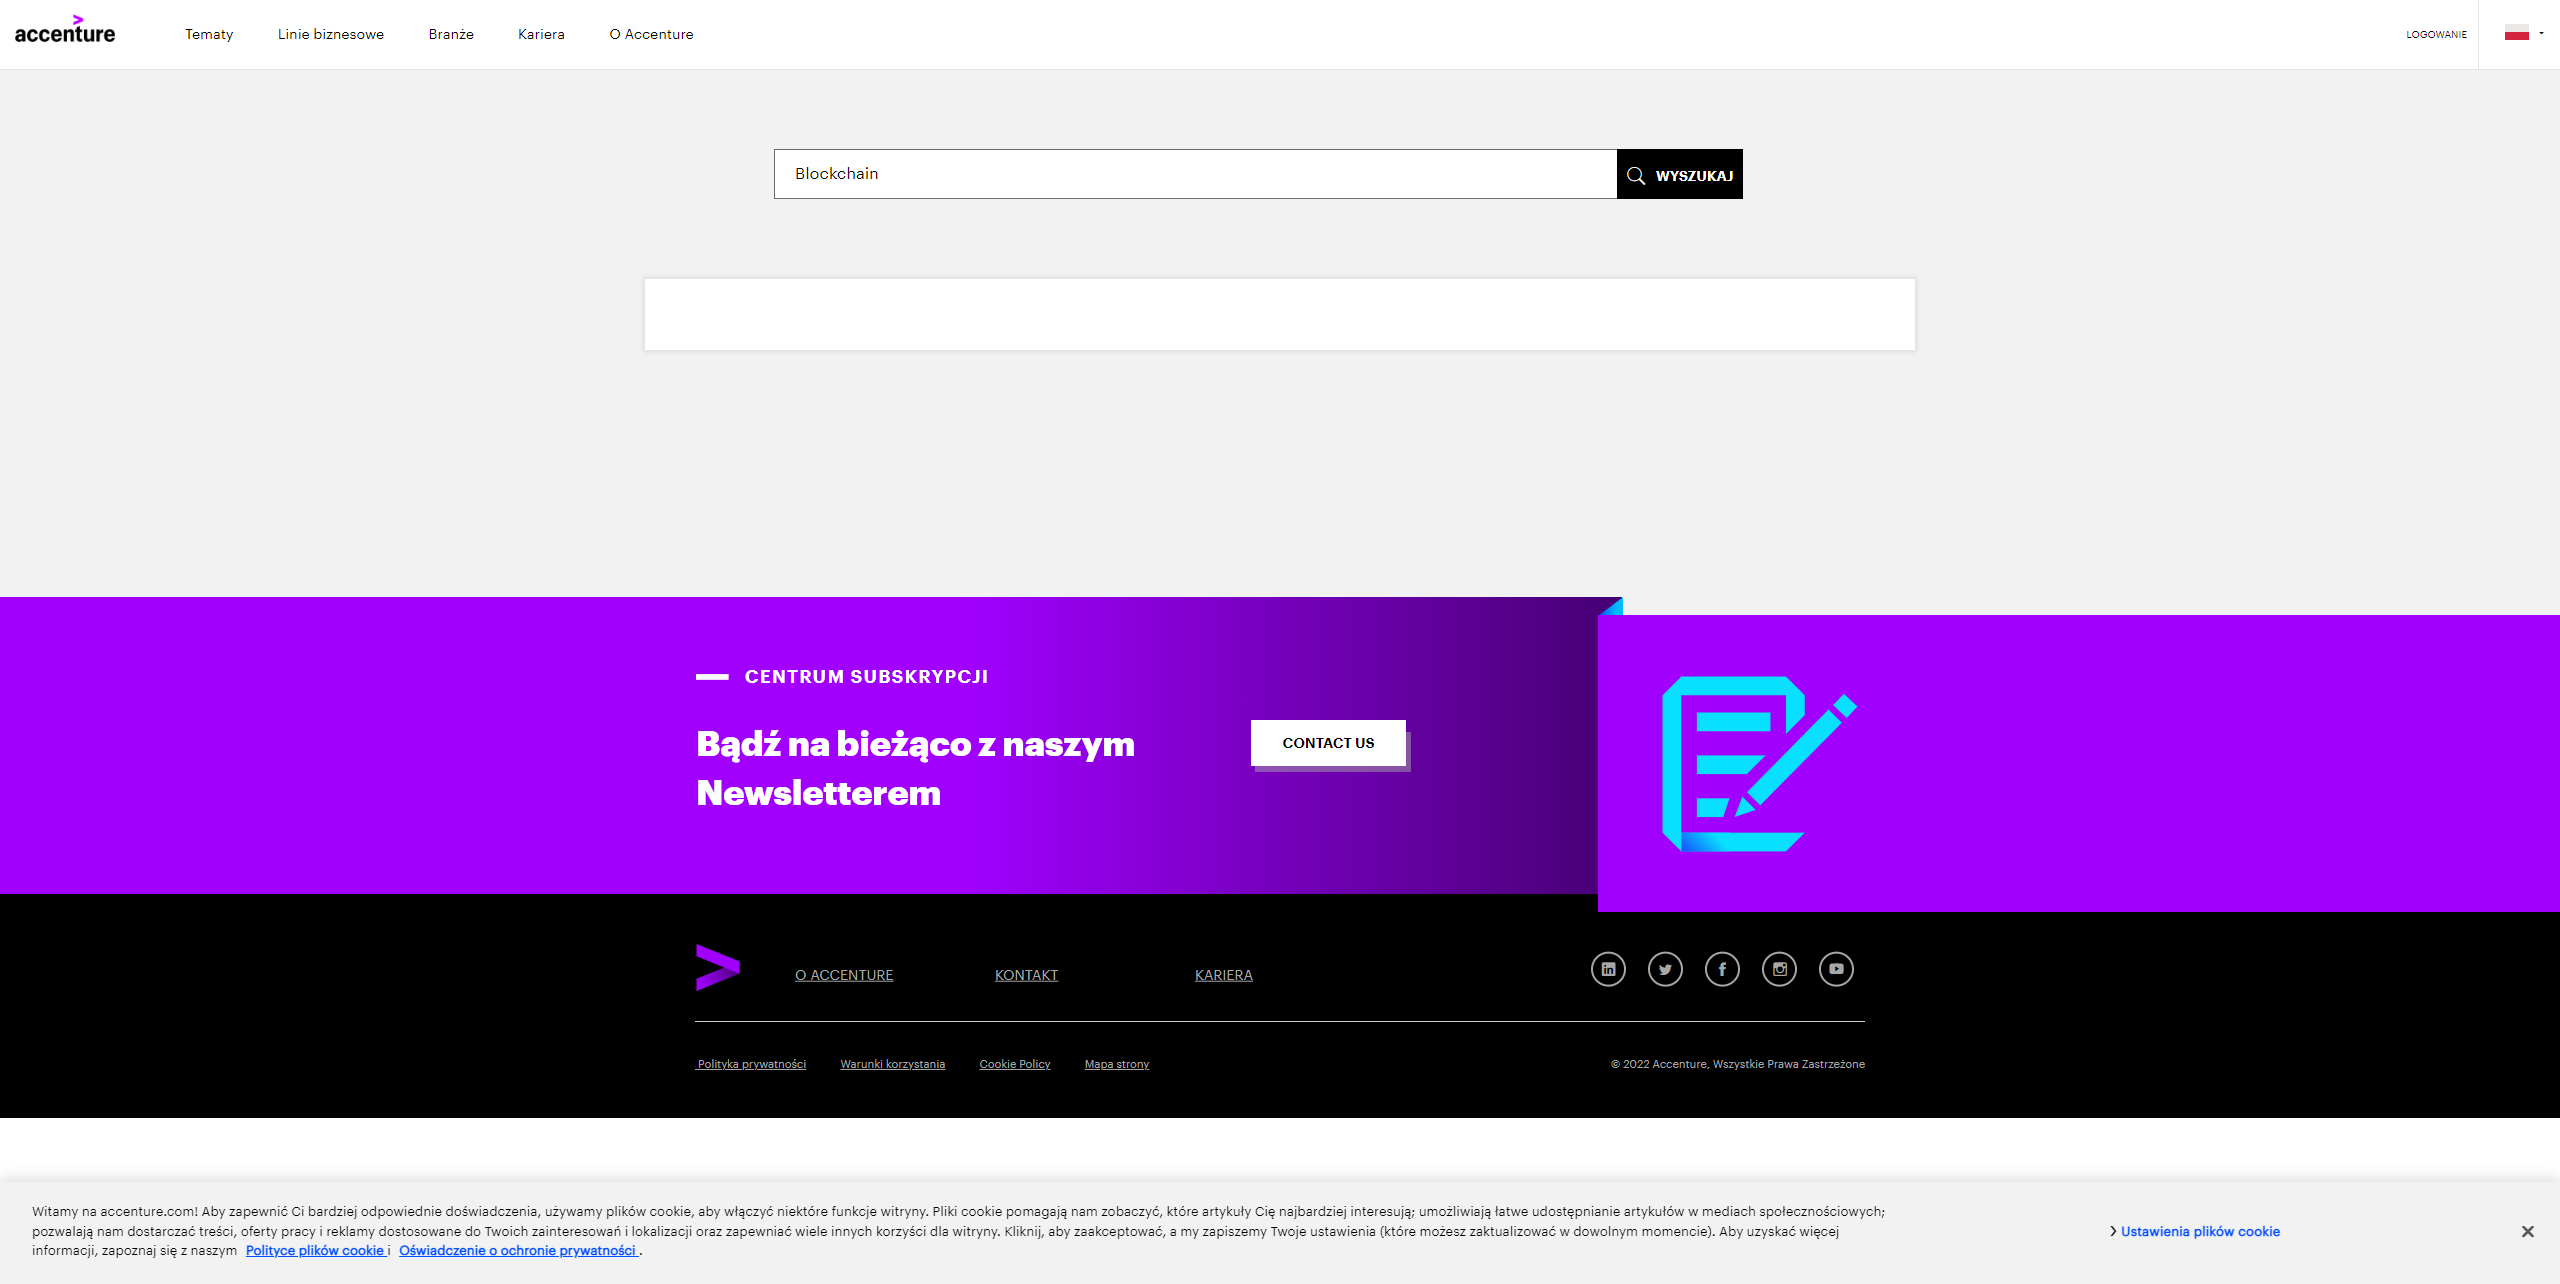 accenture
Tematy
Linie biznesowe
Branże
Kariera
O Accenture
LOGOWANIE
Blockchain
WYSZUKAJ
CENTRUM SUBSKRYPCJI
Bądź na bieżąco z naszym
Newsletterem
CONTACT US
O ACCENTURE
KONTAKT
KARIERA
Polityka prywatności
Warunki korzystania
Cookie Policy
Mapa strony
© 2022 Accenture, Wszystkie Prawa Zastrzeżone
Witamy na accenture.com! Aby zapewnić Ci bardziej odpowiednie doświadczenia, używamy plików cookie, aby włączyć niektóre funkcje witryny. Pliki cookie pomagają nam zobaczyć, które artykuły Cię najbardziej interesują; umożliwiają łatwe udostępnianie artykułów w mediach społecznościowych;
pozwalają nam dostarczać treści, oferty pracy i reklamy dostosowane do Twoich zainteresowań i lokalizacji oraz zapewniać wiele innych korzyści dla witryny. Kliknij, aby zaakceptować, a my zapiszemy Twoje ustawienia (które możesz zaktualizować w dowolnym momencie). Aby uzyskać więcej
informacji, zapoznaj się z naszym Polityce plików cookie i Oświadczenie o ochronie prywatności .
Ustawienia plików cookie